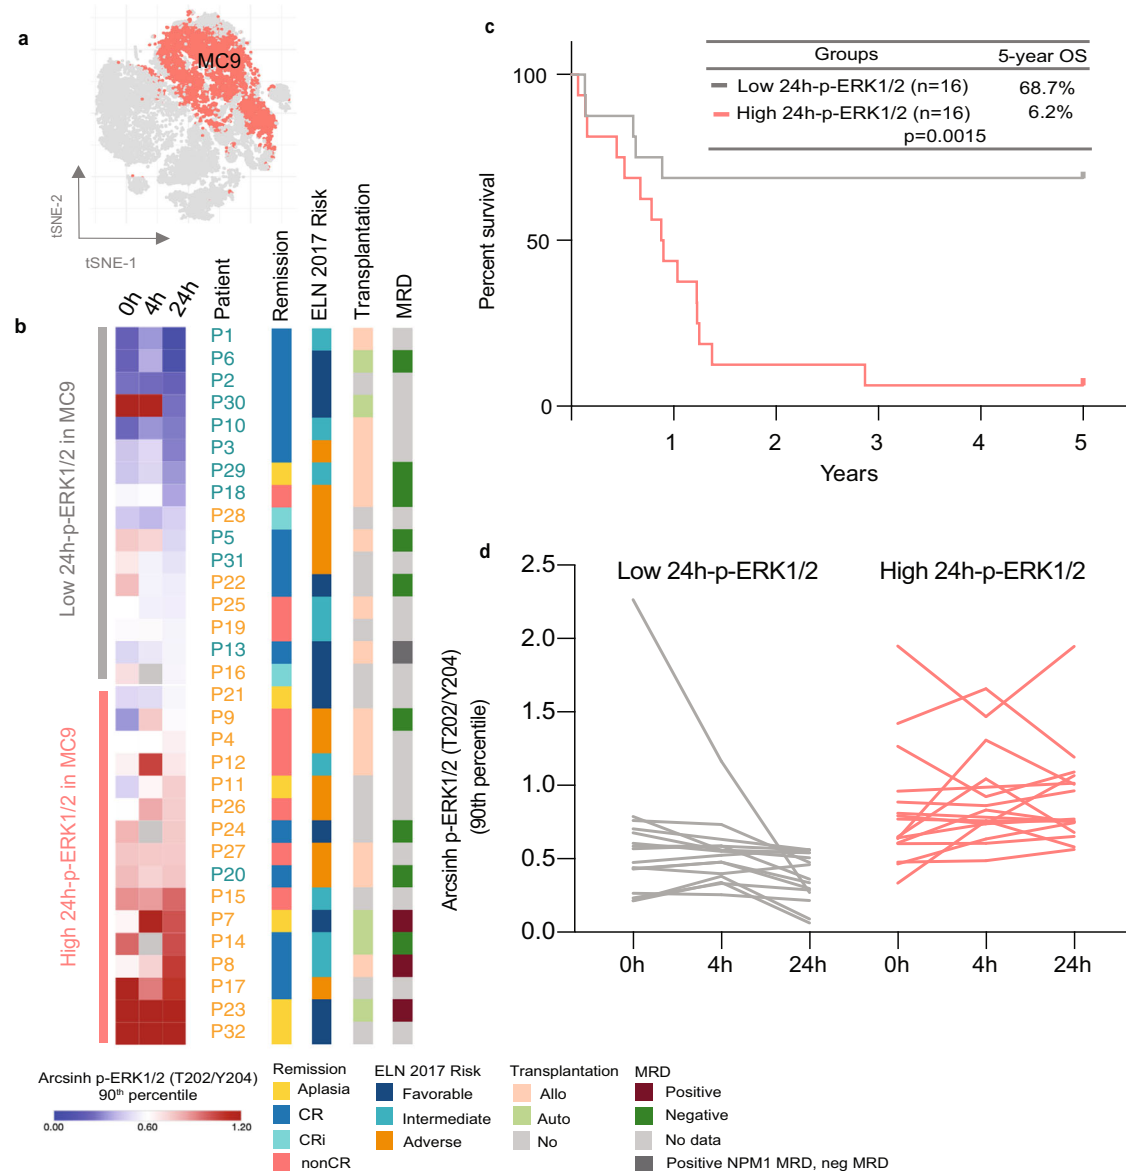 a
MC9
tSNE-2
tSNE-1
b
0h 4h 24h Patient Remission ELN 2017 Risk Transplantation MRD
Low 24h-p-ERK1/2 in MC9
High 24h-p-ERK1/2 in MC9
P1
P6
P2
P30
P10
P3
P29
P18
P28
P5
P31
P22
P25
P19
P13
P16
P21
P9
P4
P12
P11
P26
P24
P27
P20
P15
P7
P14
P8
P17
P23
P32
Arcsinh p-ERK1/2 (T202/Y204)
90th percentile
0.00 0.60 1.20
Remission
Aplasia
CR
CRi
nonCR
ELN 2017 Risk
Favorable
Intermediate
Adverse
Transplantation
Allo
Auto
No
MRD
Positive
Negative
No data
Positive NPM1 MRD, neg MRD
c
Groups 5-year OS
Low 24h-p-ERK1/2 (n=16) 68.7%
High 24h-p-ERK1/2 (n=16) 6.2%
p=0.0015
Percent survival
100
50
0
1 2 3 4 5
Years
d
Low 24h-p-ERK1/2 High 24h-p-ERK1/2
Arcsinh p-ERK1/2 (T202/Y204)
(90th percentile)
2.5
2.0
1.5
1.0
0.5
0.0
0h 4h 24h 0h 4h 24h